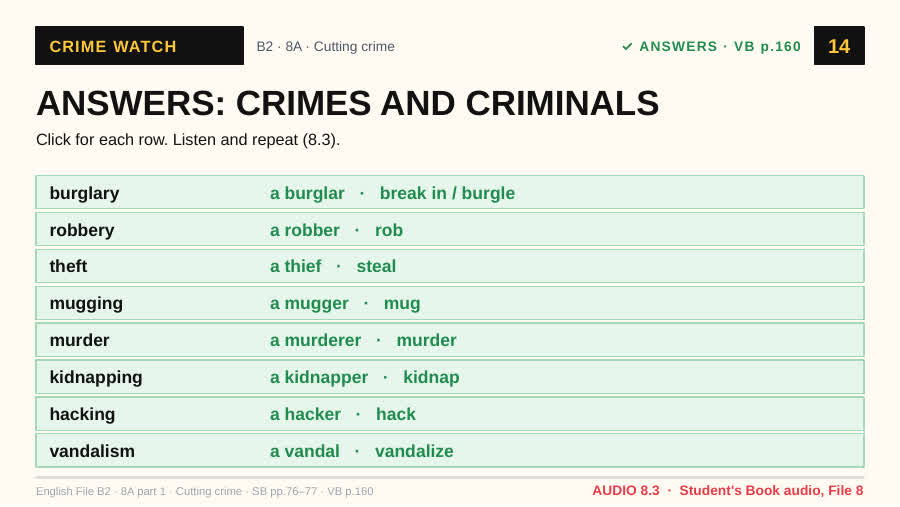 CRIME WATCH
B2 · 8A · Cutting crime
✓ ANSWERS · VB p.160
14
ANSWERS: CRIMES AND CRIMINALS
Click for each row. Listen and repeat (8.3).
burglary a burglar · break in / burgle
robbery a robber · rob
theft a thief · steal
mugging a mugger · mug
murder a murderer · murder
kidnapping a kidnapper · kidnap
hacking a hacker · hack
vandalism a vandal · vandalize
English File B2 · 8A part 1 · Cutting crime · SB pp.76–77 · VB p.160
AUDIO 8.3 · Student's Book audio, File 8